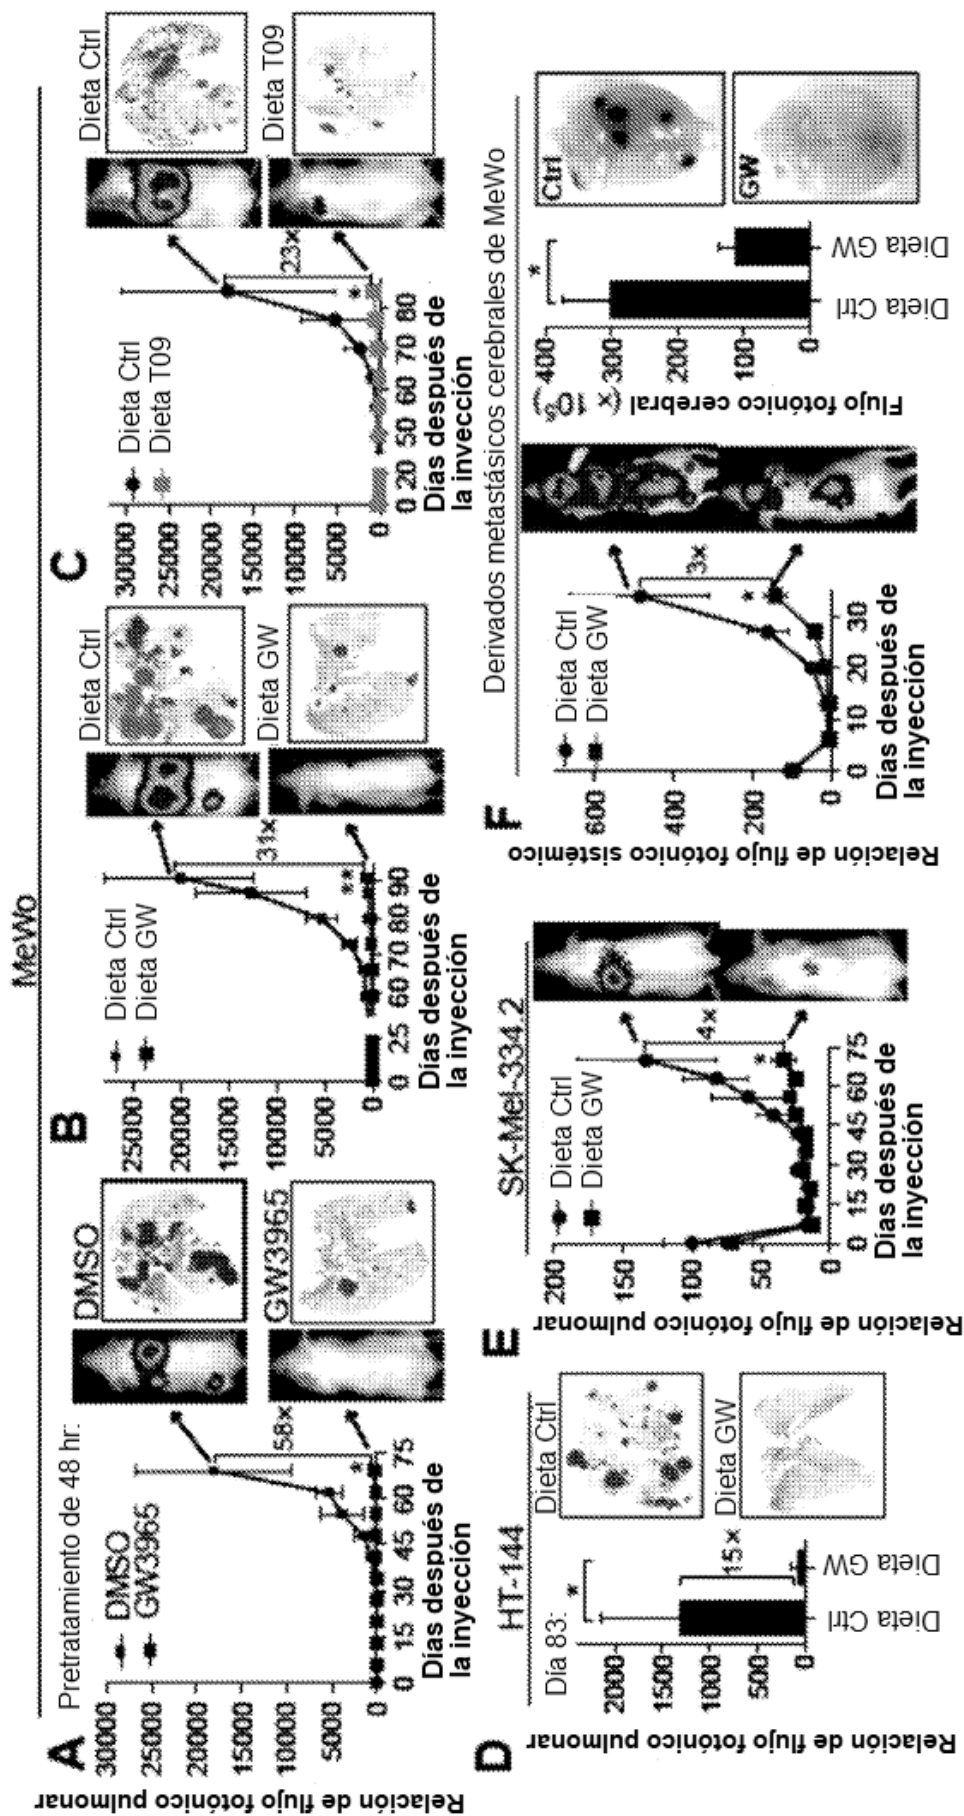 MeWo
A
Pretratamiento de 48 hr:
DMSO
GW3965
Relación de flujo fotónico pulmonar
30000
25000
20000
15000
10000
5000
0
0 15 30 45 60 75
Días después de
la inyección
58×
*
DMSO
GW3965
B
Dieta Ctrl
Dieta GW
25000
20000
15000
10000
5000
0
0 25 60 70 80 90
Días después de
la inyección
31×
**
Dieta Ctrl
Dieta GW
C
Dieta Ctrl
Dieta T09
30000
25000
20000
15000
10000
5000
0
0 20 50 60 70 80
Días después de
la inyección
23×
*
Dieta Ctrl
Dieta T09
D
HT-144
Día 83:
Relación de flujo fotónico pulmonar
2000
1500
1000
500
0
*
15×
Dieta Ctrl
Dieta GW
Dieta Ctrl
Dieta GW
E
SK-Mel-334.2
Dieta Ctrl
Dieta GW
Relación de flujo fotónico pulmonar
200
150
100
50
0
0 15 30 45 60 75
Días después de
la inyección
4×
*
F
Derivados metastásicos cerebrales de MeWo
Dieta Ctrl
Dieta GW
Relación de flujo fotónico sistémico
600
400
200
0
0 10 20 30
Días después de
la inyección
3×
*
Flujo fotónico cerebral
(× 10⁵)
400
300
200
100
0
*
Dieta Ctrl
Dieta GW
Ctrl
GW